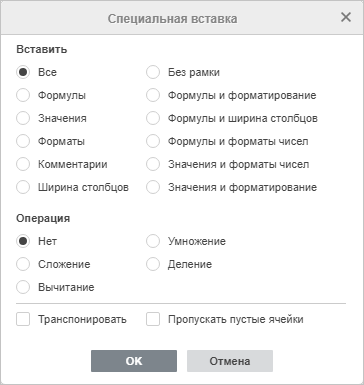 Специальная вставка
Вставить
Все Без рамки
Формулы Формулы и форматирование
Значения Формулы и ширина столбцов
Форматы Формулы и форматы чисел
Комментарии Значения и форматы чисел
Ширина столбцов Значения и форматирование
Операция
Нет Умножение
Сложение Деление
Вычитание
Транспонировать Пропускать пустые ячейки
ОК Отмена